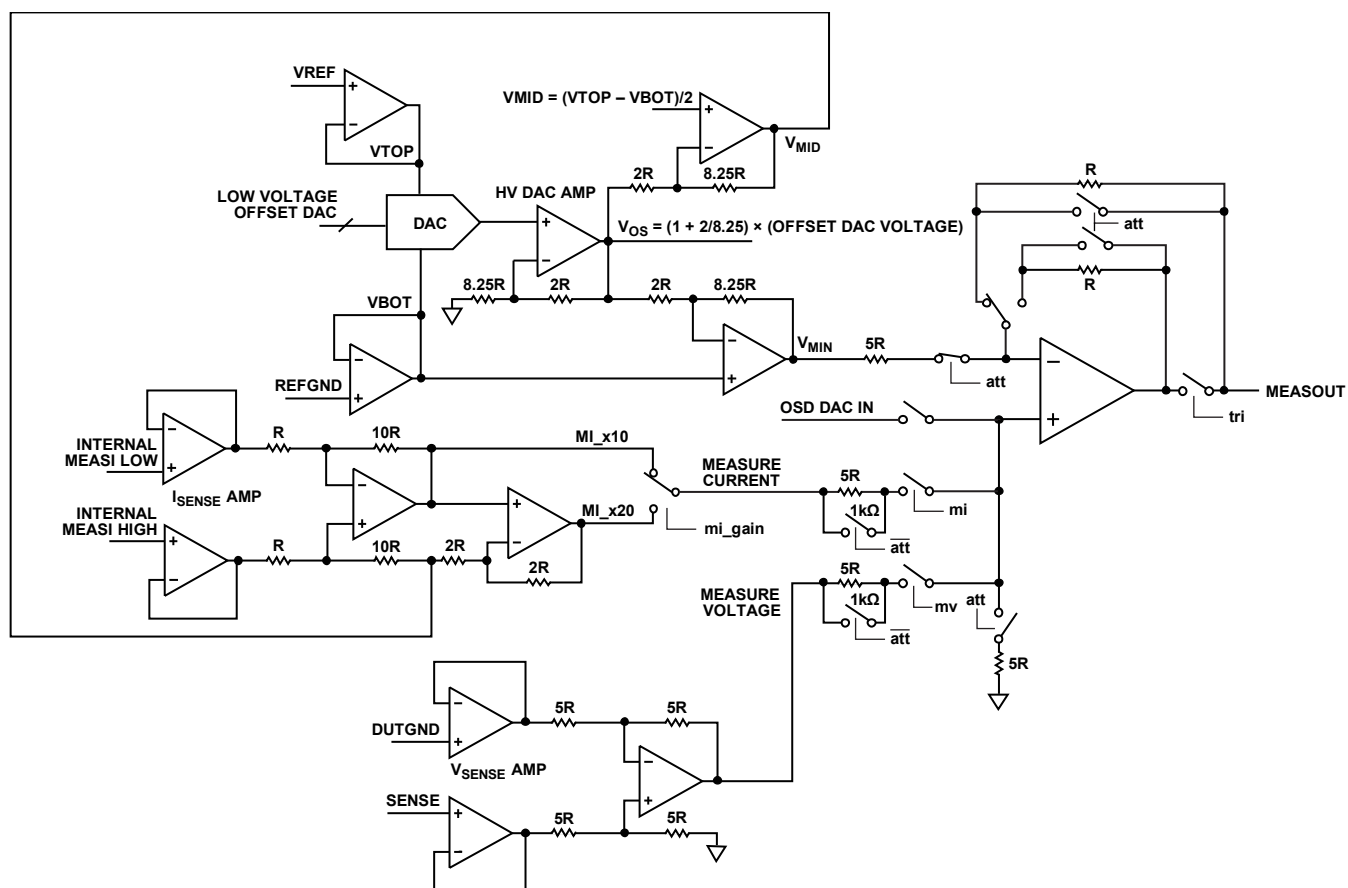 VREF
+
−
VTOP
LOW VOLTAGE
OFFSET DAC
DAC
VBOT
REFGND
−
+
VMID = (VTOP – VBOT)/2
+
−
VMID
2R
8.25R
HV DAC AMP
+
−
VOS = (1 + 2/8.25) × (OFFSET DAC VOLTAGE)
8.25R
2R
2R
8.25R
−
+
VMIN
5R
att
R
att
R
−
+
tri
MEASOUT
OSD DAC IN
INTERNAL
MEASI LOW
−
+
ISENSE AMP
INTERNAL
MEASI HIGH
+
−
R
10R
−
+
R
10R
2R
+
−
2R
MI_x10
MI_x20
mi_gain
MEASURE
CURRENT
5R
1kΩ
att
mi
MEASURE
VOLTAGE
5R
1kΩ
att
mv
att
5R
DUTGND
−
+
VSENSE AMP
SENSE
+
−
5R
5R
−
+
5R
5R